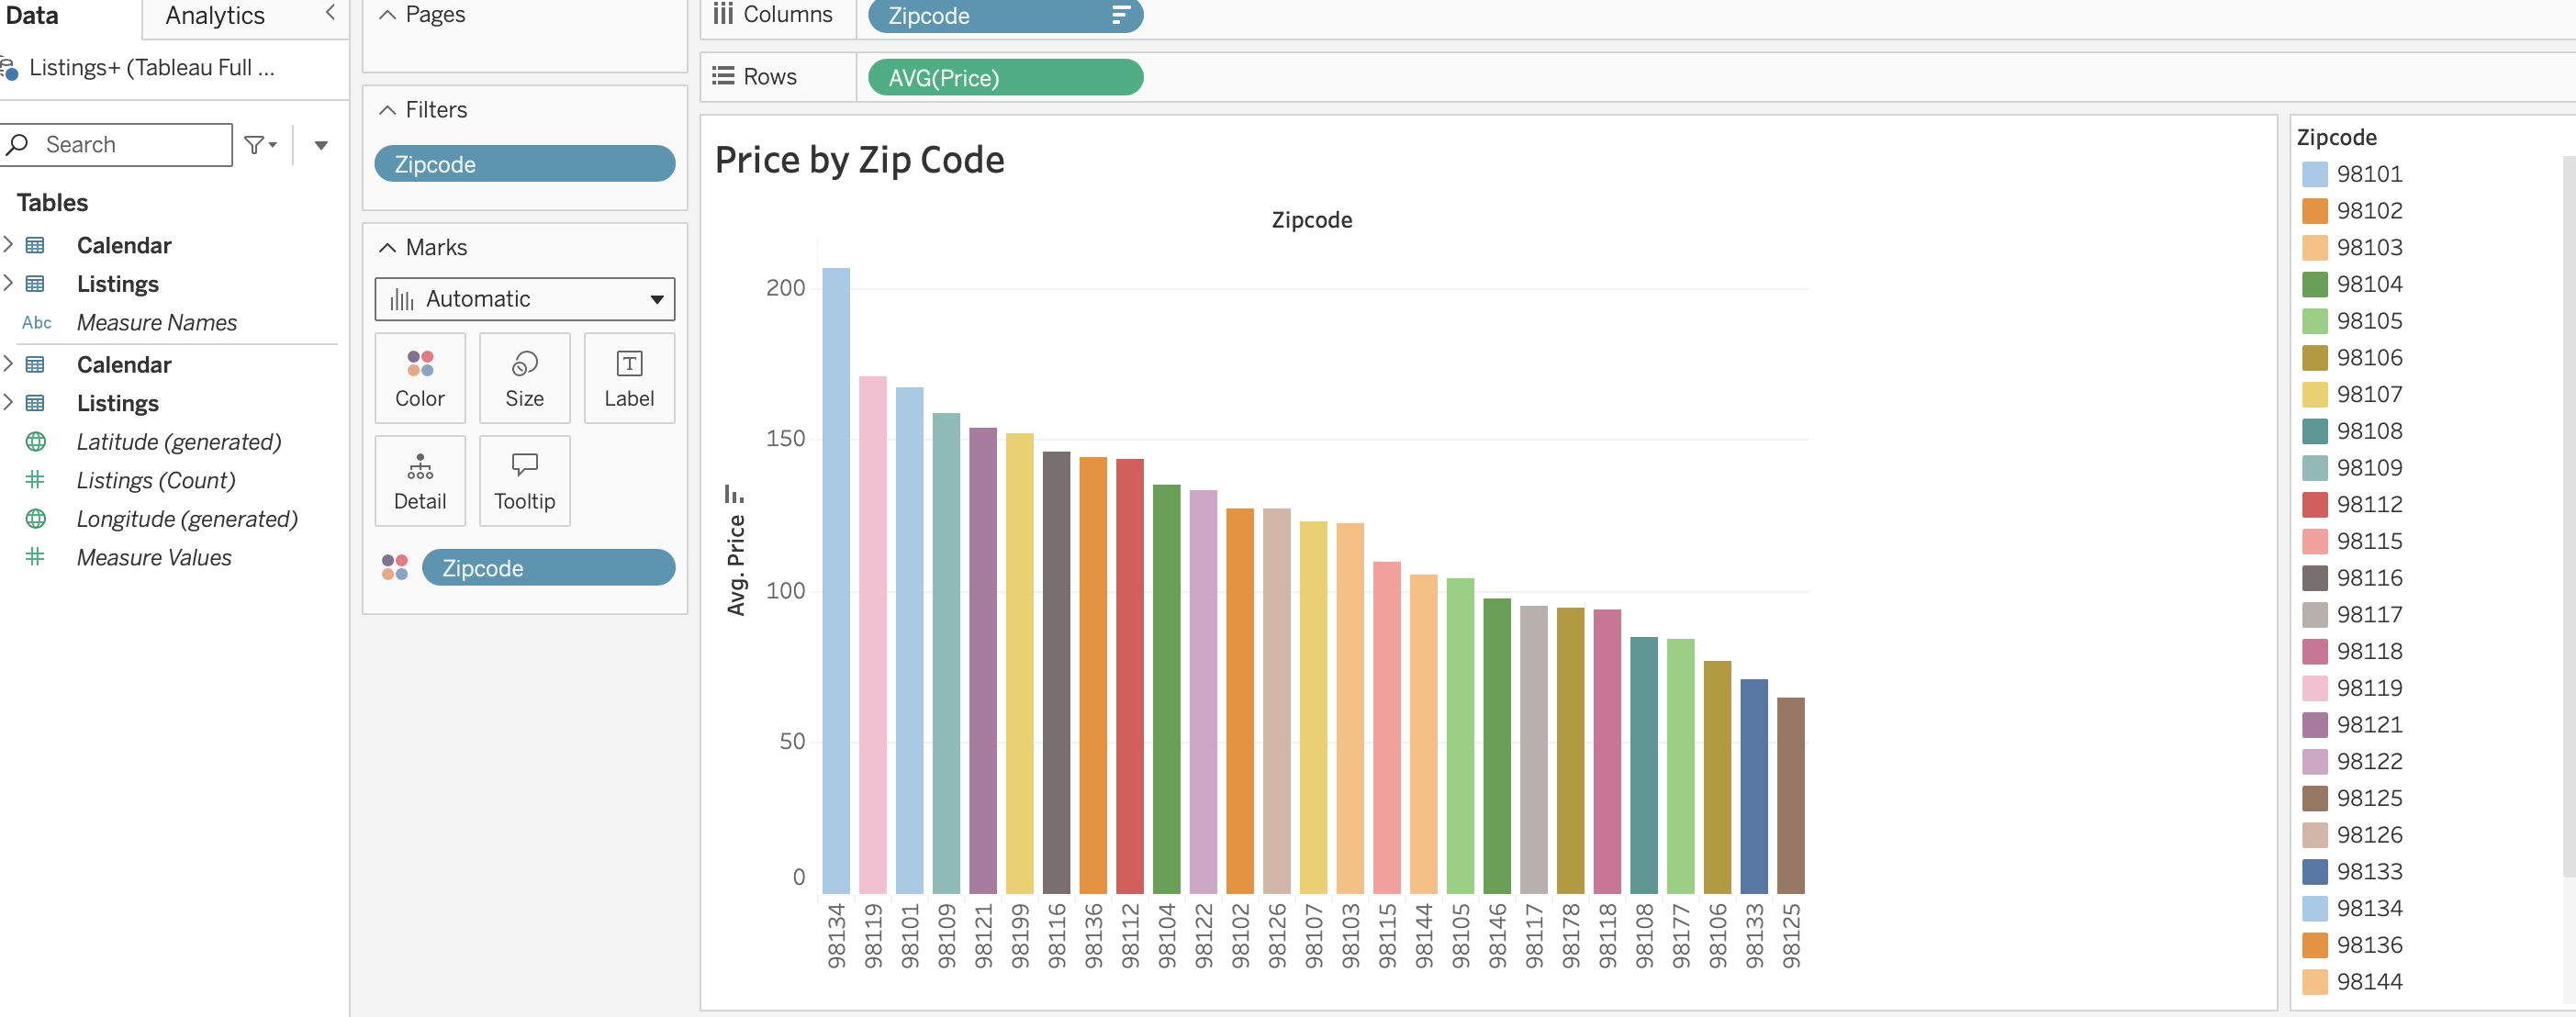 Data
Analytics
Listings+ (Tableau Full ...
Search
Tables
Calendar
Listings
Abc Measure Names
Calendar
Listings
Latitude (generated)
Listings (Count)
Longitude (generated)
Measure Values
Pages
Filters
Zipcode
Marks
Automatic
Color
Size
Label
Detail
Tooltip
Zipcode
Columns
Zipcode
Rows
AVG(Price)
Price by Zip Code
Zipcode
Avg. Price
200
150
100
50
0
98134
98119
98101
98109
98121
98199
98116
98136
98112
98104
98122
98102
98126
98107
98103
98115
98144
98105
98146
98117
98178
98118
98108
98177
98106
98133
98125
Zipcode
98101
98102
98103
98104
98105
98106
98107
98108
98109
98112
98115
98116
98117
98118
98119
98121
98122
98125
98126
98133
98134
98136
98144